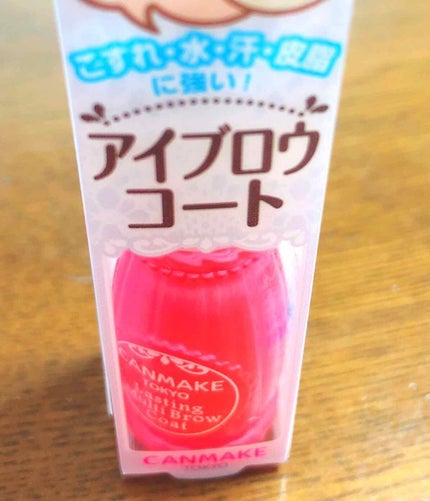 こすれ・水・汗・皮脂
に強い!
アイブロウ
コート
CANMAKE
TOKYO
Lasting
Multi Brow
Coat
CANMAKE
TOKYO